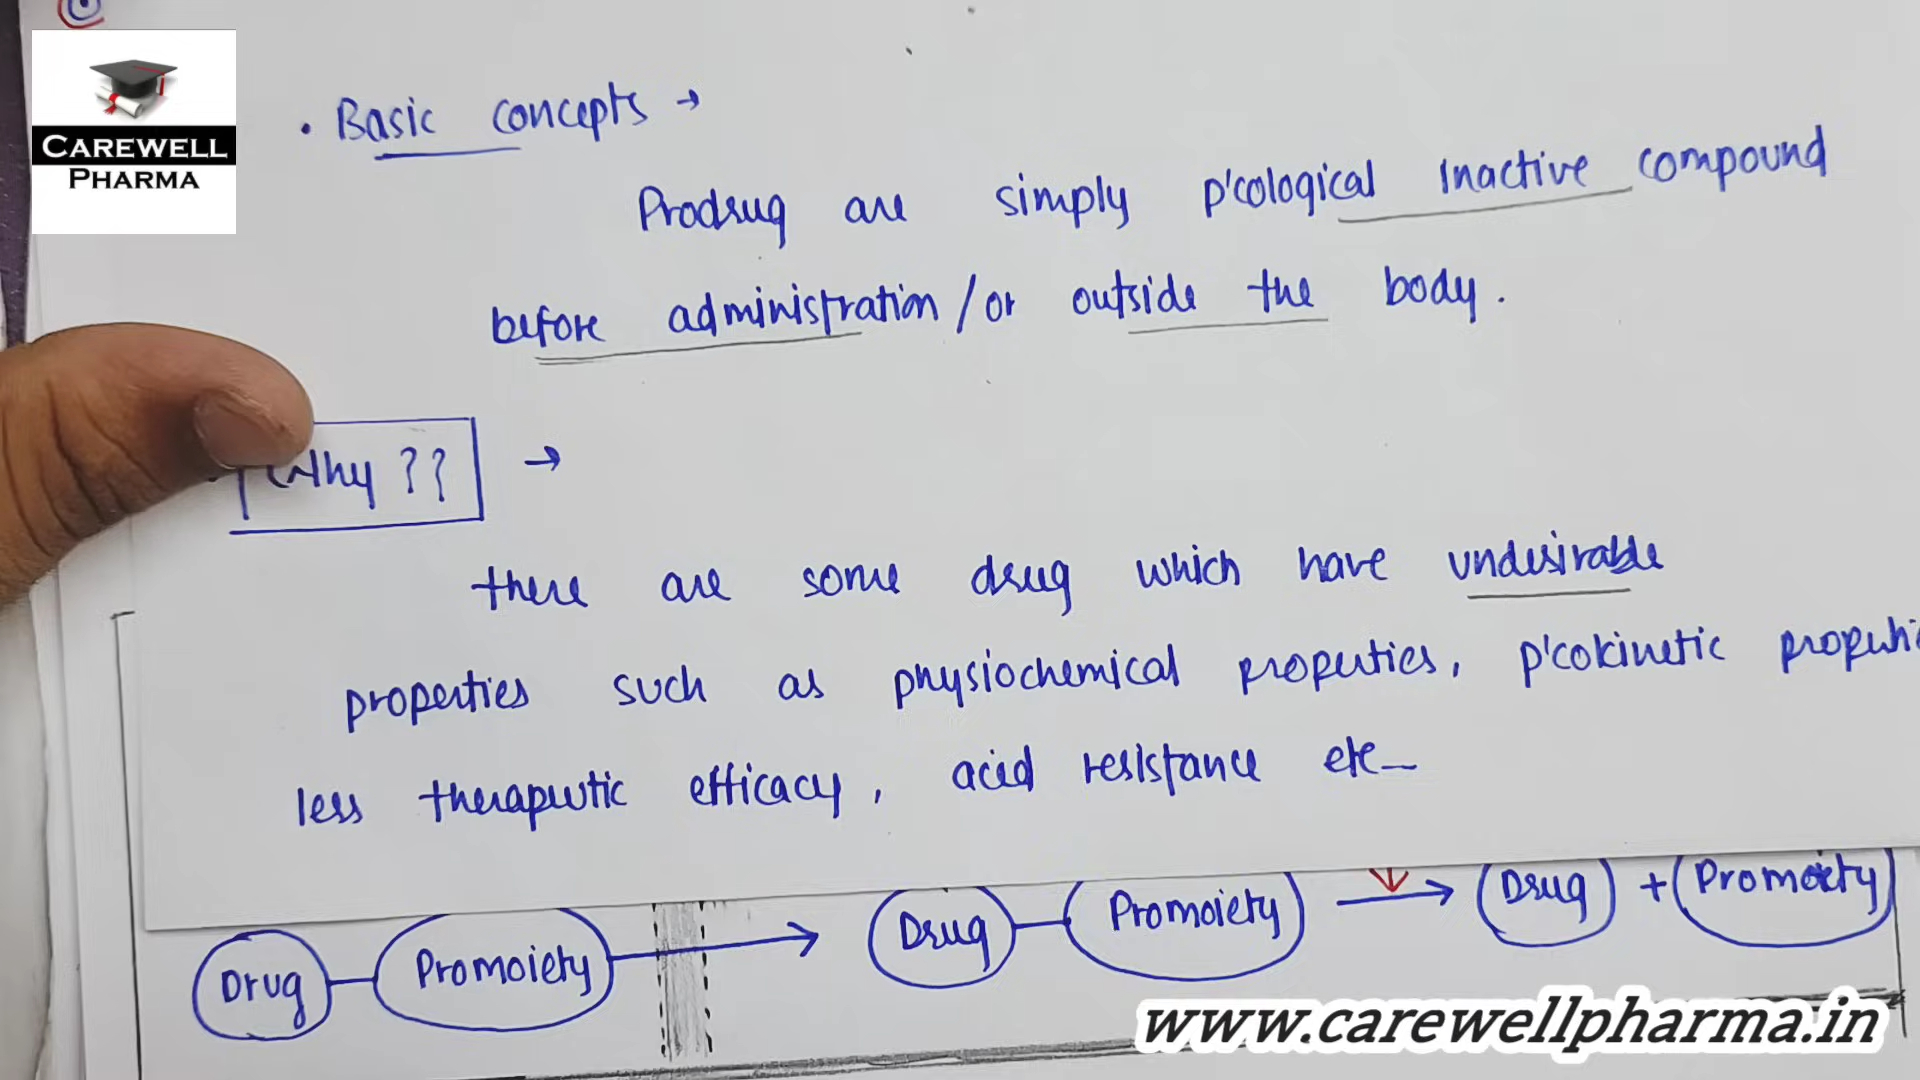 CAREWELL
PHARMA
• Basic concepts →
Prodrug are simply p'cological inactive compound
before administration / or outside the body.
Why ?? →
there are some drug which have undesirable
properties such as physiochemical properties, p'cokinetic
less therapeutic efficacy, acid resistance etc
Drug Promoiety → Drug Promoiety → Drug + Promoiety
www.carewellpharma.in